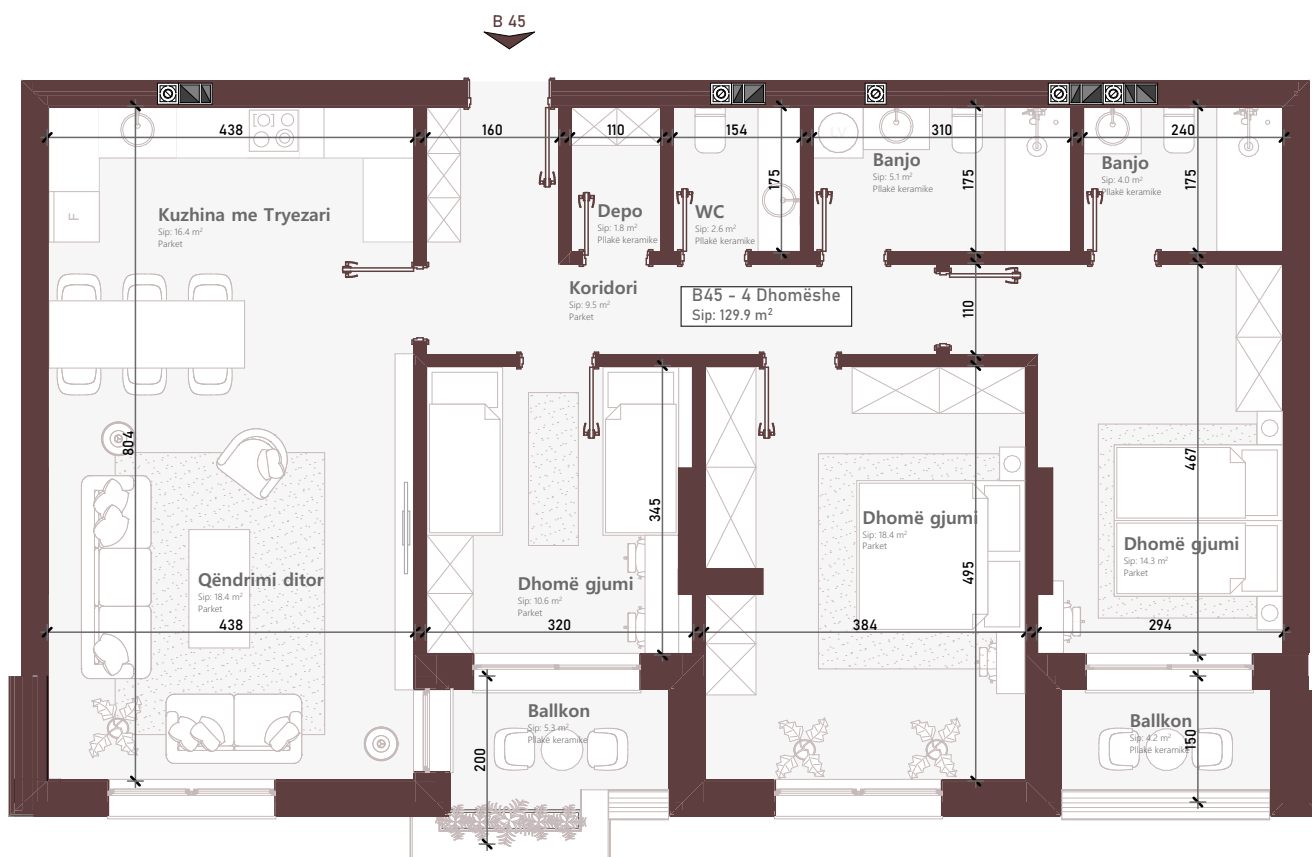 B 45
438
160
110
154
310
240
175
175
175
LV
F
Kuzhina me Tryezari
Sip: 16.4 m²
Parket
Depo
Sip: 1.8 m²
Pllakë keramike
WC
Sip: 2.6 m²
Pllakë keramike
Banjo
Sip: 5.1 m²
Pllakë keramike
Banjo
Sip: 4.0 m²
Pllakë keramike
Koridori
Sip: 9.5 m²
Parket
B45 - 4 Dhomëshe
Sip: 129.9 m²
110
804
345
495
467
Qëndrimi ditor
Sip: 18.4 m²
Parket
Dhomë gjumi
Sip: 10.6 m²
Parket
Dhomë gjumi
Sip: 18.4 m²
Parket
Dhomë gjumi
Sip: 14.3 m²
Parket
438
320
384
294
Ballkon
Sip: 5.3 m²
Pllakë keramike
200
Ballkon
Sip: 4.2 m²
Pllakë keramike
150